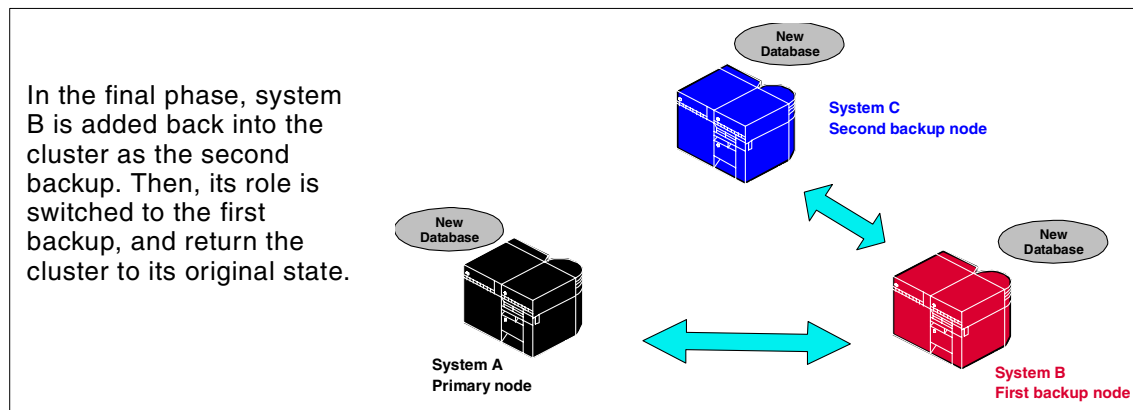 In the final phase, system
B is added back into the
cluster as the second
backup. Then, its role is
switched to the first
backup, and return the
cluster to its original state.
New
Database
System C
Second backup node
New
Database
System A
Primary node
New
Database
System B
First backup node